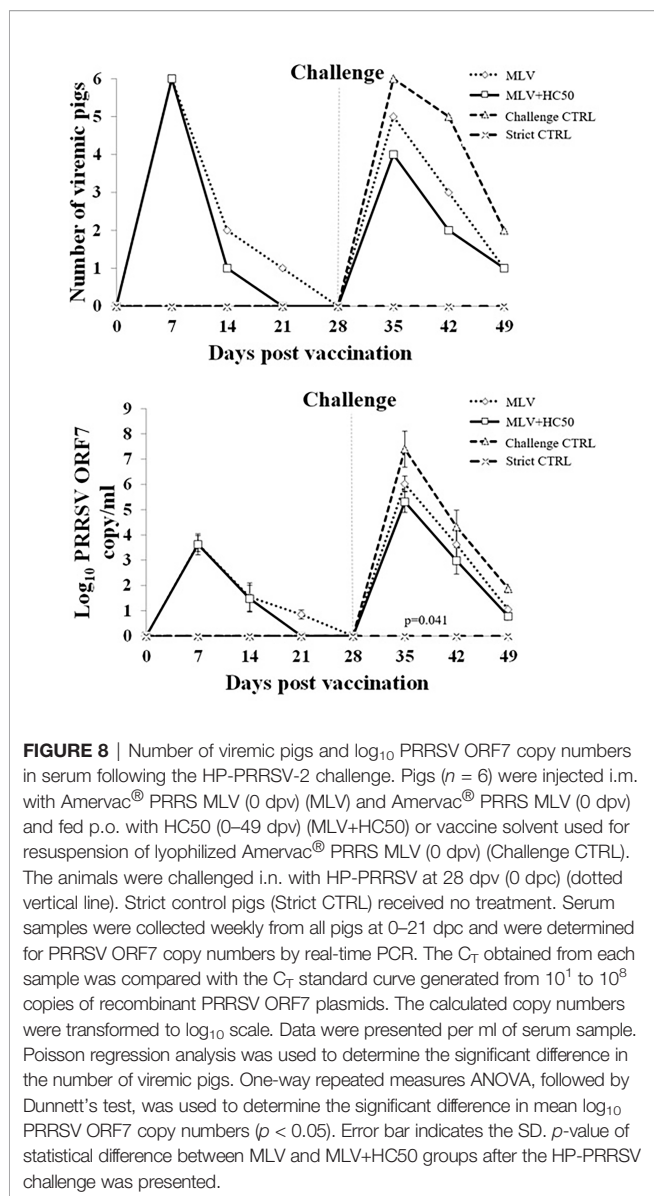 Challenge
MLV
MLV+HC50
Challenge CTRL
Strict CTRL
Number of viremic pigs
6
5
4
3
2
1
0
0 7 14 21 28 35 42 49
Days post vaccination
Challenge
MLV
MLV+HC50
Challenge CTRL
Strict CTRL
Log₁₀ PRRSV ORF7
copy/ml
9
8
7
6
5
4
3
2
1
0
p=0.041
0 7 14 21 28 35 42 49
Days post vaccination
FIGURE 8 | Number of viremic pigs and log₁₀ PRRSV ORF7 copy numbers
in serum following the HP-PRRSV-2 challenge. Pigs (n = 6) were injected i.m.
with Amervac® PRRS MLV (0 dpv) (MLV) and Amervac® PRRS MLV (0 dpv)
and fed p.o. with HC50 (0–49 dpv) (MLV+HC50) or vaccine solvent used for
resuspension of lyophilized Amervac® PRRS MLV (0 dpv) (Challenge CTRL).
The animals were challenged i.n. with HP-PRRSV at 28 dpv (0 dpc) (dotted
vertical line). Strict control pigs (Strict CTRL) received no treatment. Serum
samples were collected weekly from all pigs at 0–21 dpc and were determined
for PRRSV ORF7 copy numbers by real-time PCR. The Cᴛ obtained from each
sample was compared with the Cᴛ standard curve generated from 10¹ to 10⁸
copies of recombinant PRRSV ORF7 plasmids. The calculated copy numbers
were transformed to log₁₀ scale. Data were presented per ml of serum sample.
Poisson regression analysis was used to determine the significant difference in
the number of viremic pigs. One-way repeated measures ANOVA, followed by
Dunnett's test, was used to determine the significant difference in mean log₁₀
PRRSV ORF7 copy numbers (p < 0.05). Error bar indicates the SD. p-value of
statistical difference between MLV and MLV+HC50 groups after the HP-PRRSV
challenge was presented.